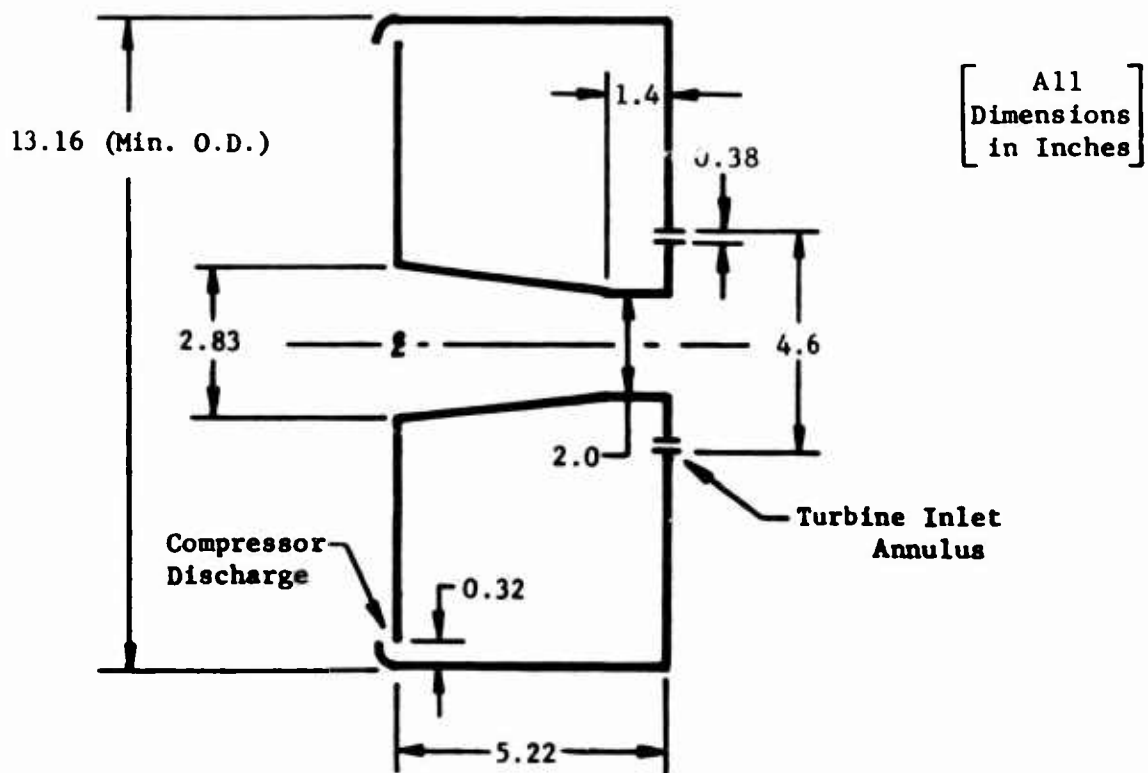 13.16 (Min. O.D.)
1.4
All
Dimensions
in Inches
0.38
2.83
4.6
2.0
Turbine Inlet
Annulus
Compressor
Discharge
0.32
5.22